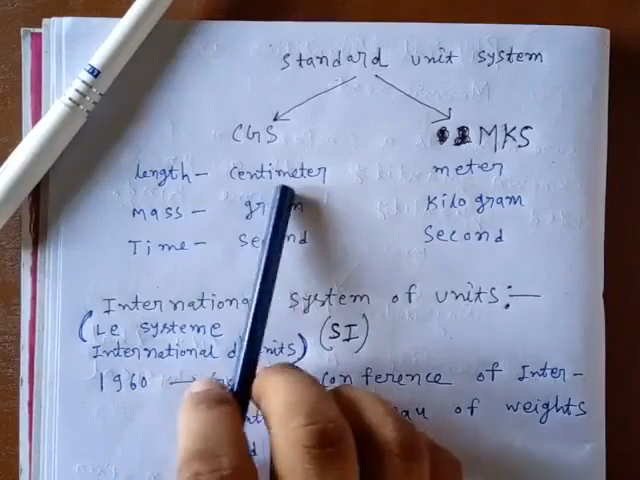 Standard unit system
CGS MKS
length - centimeter meter
Mass - kilogram
Time - second
International system of units :-
(Le systeme (SI)
International units)
1960 → conference of Inter-
of weights